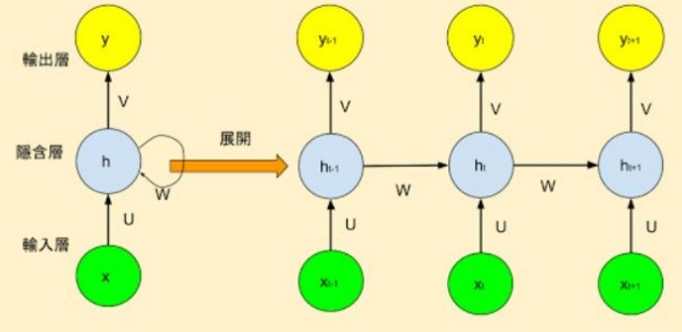 y yt-1 yt yt+1
輸出層
V V V V
展開
隱含層 h ht-1 ht ht+1
W W W
U U U U
輸入層
x xt-1 xt xt+1